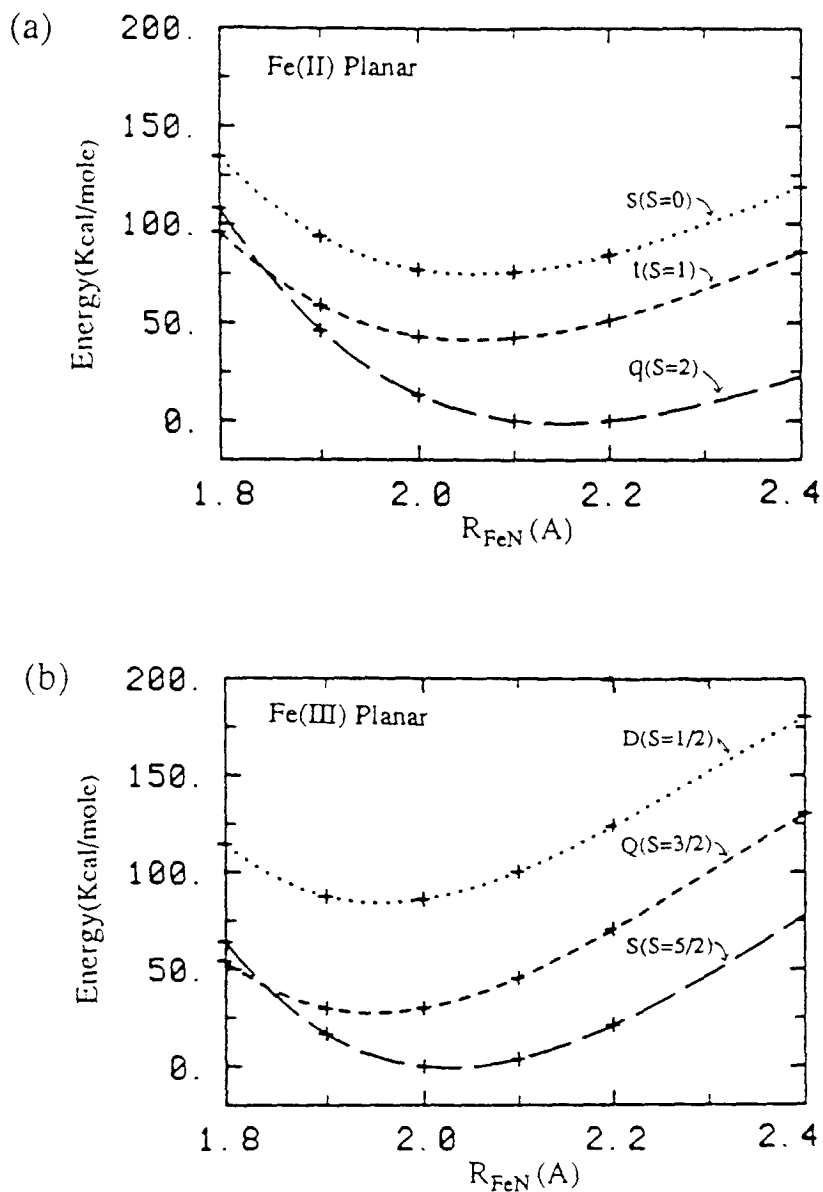 (a)
200.
Fe(II) Planar
150.
S(S=0)
100.
t(S=1)
50.
q(S=2)
0.
Energy(Kcal/mole)
1.8 2.0 2.2 2.4
R_FeN(A)
(b)
200.
Fe(III) Planar
D(S=1/2)
150.
Q(S=3/2)
100.
S(S=5/2)
50.
0.
Energy(Kcal/mole)
1.8 2.0 2.2 2.4
R_FeN(A)